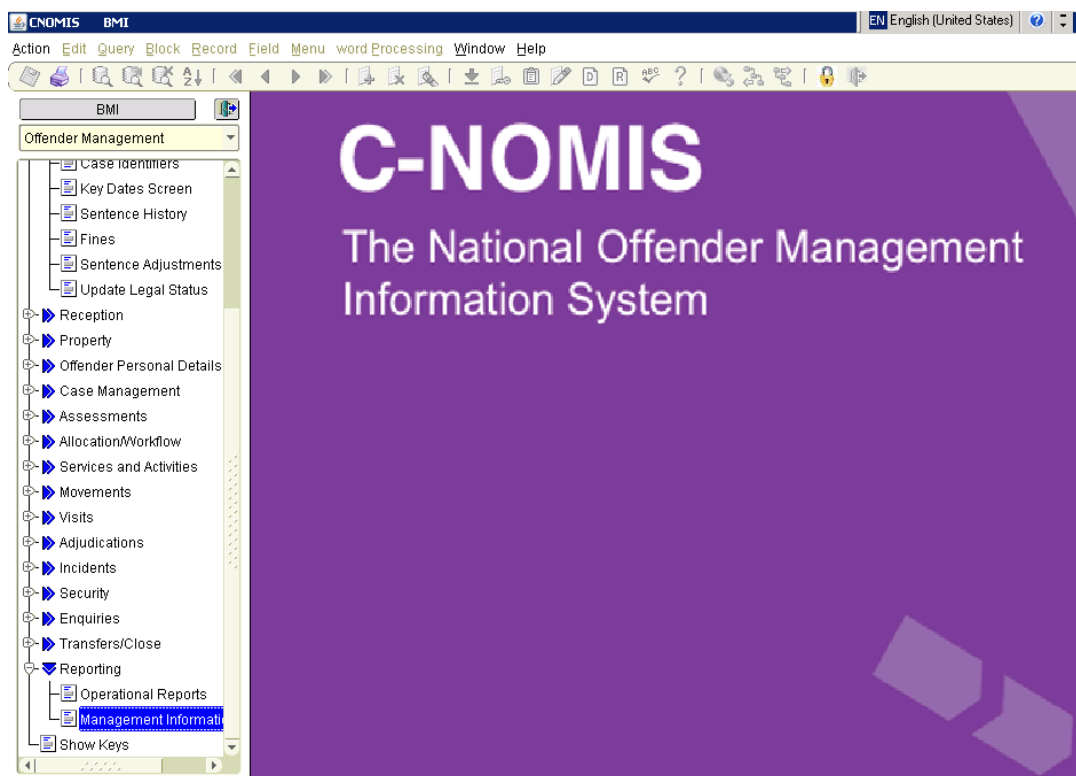 CNOMIS BMI
EN English (United States)
Action Edit Query Block Record Field Menu word Processing Window Help
BMI
Offender Management
Case Identifiers
Key Dates Screen
Sentence History
Fines
Sentence Adjustments
Update Legal Status
Reception
Property
Offender Personal Details
Case Management
Assessments
Allocation/Workflow
Services and Activities
Movements
Visits
Adjudications
Incidents
Security
Enquiries
Transfers/Close
Reporting
Operational Reports
Management Informati
Show Keys
C-NOMIS
The National Offender Management
Information System